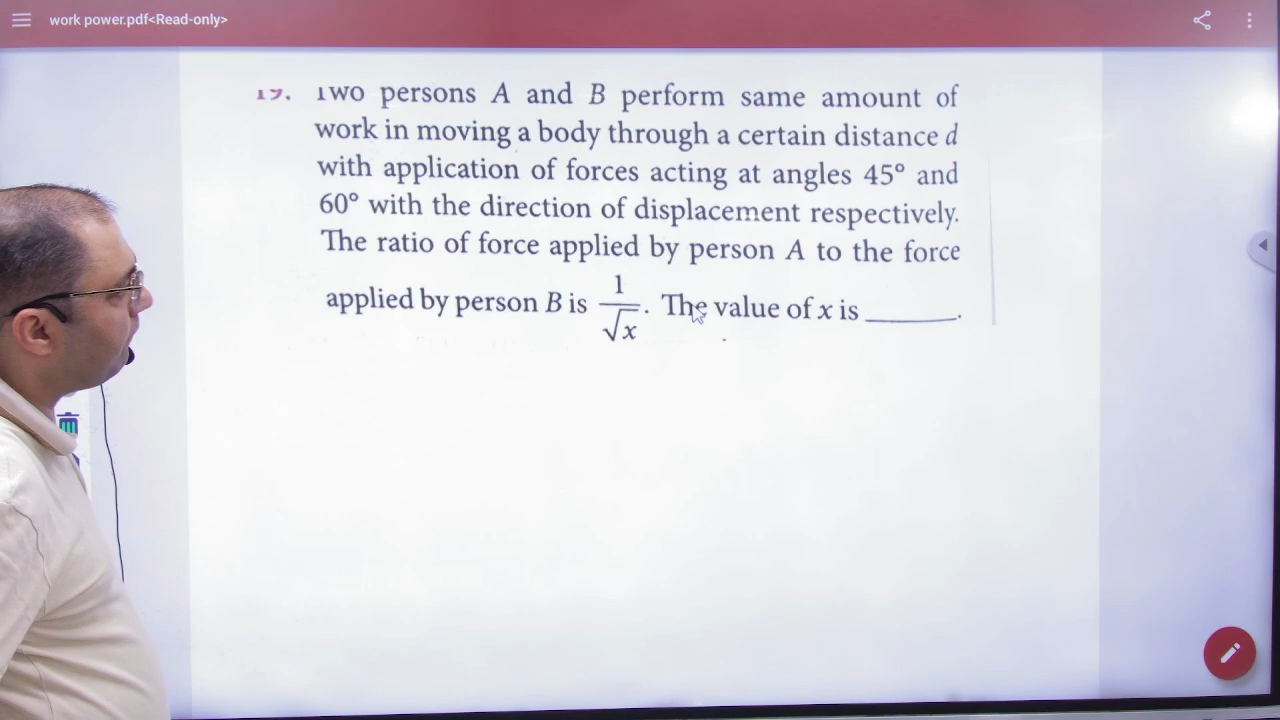 work power.pdf<Read-only>
19. Two persons A and B perform same amount of
work in moving a body through a certain distance d
with application of forces acting at angles 45° and
60° with the direction of displacement respectively.
The ratio of force applied by person A to the force
applied by person B is 1/√x. The value of x is ________.